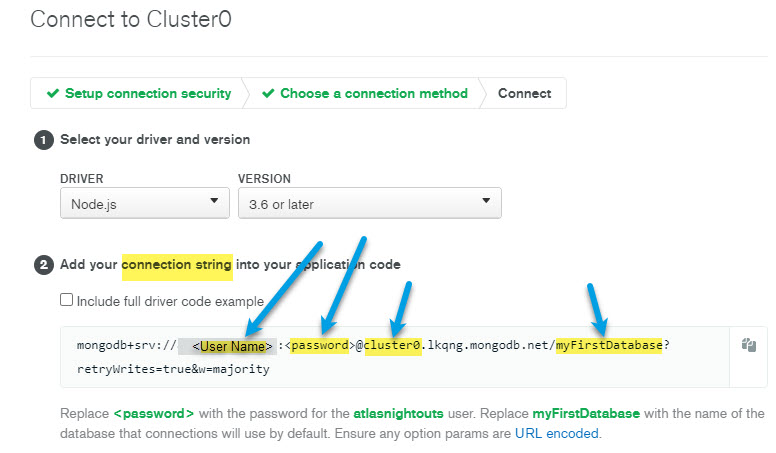 Connect to Cluster0
Setup connection security Choose a connection method Connect
1 Select your driver and version
DRIVER VERSION
Node.js 3.6 or later
2 Add your connection string into your application code
Include full driver code example
mongodb+srv:// <User Name> :<password>@cluster0.lkqng.mongodb.net/myFirstDatabase?
retryWrites=true&w=majority
Replace <password> with the password for the atlasnightouts user. Replace myFirstDatabase with the name of the
database that connections will use by default. Ensure any option params are URL encoded.